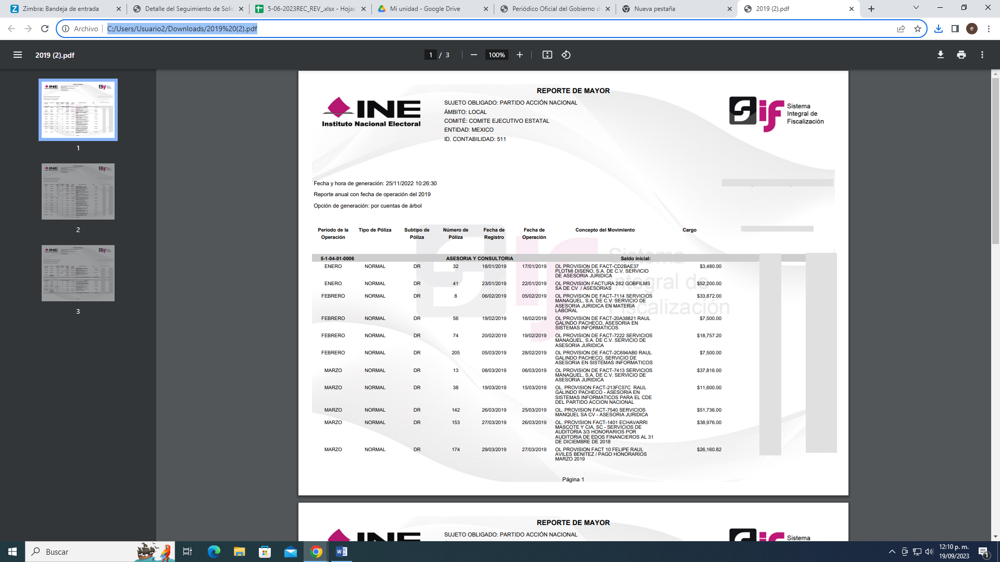 Zimbra: Bandeja de entrada
Detalle del Seguimiento de Solic
5-06-2023REC_REV_.xlsx - Hojas
Mi unidad - Google Drive
Periódico Oficial del Gobierno d
Nueva pestaña
2019 (2).pdf
Archivo | C:/Users/Usuario2/Downloads/2019%20(2).pdf
e
2019 (2).pdf
1 / 3
100%
1
2
3
REPORTE DE MAYOR
INE
Instituto Nacional Electoral
SUJETO OBLIGADO: PARTIDO ACCIÓN NACIONAL
ÁMBITO: LOCAL
COMITÉ: COMITE EJECUTIVO ESTATAL
ENTIDAD: MEXICO
ID. CONTABILIDAD: 511
Sif
Sistema
Integral de
Fiscalización
Fecha y hora de generación: 25/11/2022 10:26:30
Reporte anual con fecha de operación del 2019
Opción de generación: por cuentas de árbol
Periodo de la Operación Tipo de Póliza Subtipo de Póliza Número de Póliza Fecha de Registro Fecha de Operación Concepto del Movimiento Cargo
Sistema
Integral de
Fiscalización
5-1-04-01-0006 ASESORIA Y CONSULTORIA Saldo inicial:
ENERO NORMAL DR 32 18/01/2019 17/01/2019 OL PROVISION DE FACT-CD2BAE37 $3,480.00
PLOTMI DISEÑO, S.A. DE C.V. SERVICIO
DE ASESORIA JURIDICA
ENERO NORMAL DR 41 23/01/2019 22/01/2019 OL PROVISION FACTURA 282 GOBFILMS $52,200.00
SA DE CV / ASESORIAS
FEBRERO NORMAL DR 8 06/02/2019 05/02/2019 OL PROVISION DE FACT-7114 SERVICIOS $33,872.00
MANAQUEL, S.A. DE C.V. SERVICIO DE
ASESORIA JURIDICA EN MATERIA
LABORAL
FEBRERO NORMAL DR 56 19/02/2019 16/02/2019 OL PROVISION DE FACT-20A38821 RAUL $7,500.00
GALINDO PACHECO, ASESORIA EN
SISTEMAS INFORMATICOS
FEBRERO NORMAL DR 74 20/02/2019 19/02/2019 OL PROVISION DE FACT-7222 SERVICIOS $18,757.20
MANAQUEL, S.A. DE C.V. SERVICIO DE
ASESORIA JURIDICA
FEBRERO NORMAL DR 205 05/03/2019 28/02/2019 OL PROVISION DE FACT-2C694AB0 RAUL $7,500.00
GALINDO PACHECO, SERVICIO DE
ASESORIA EN SISTEMAS INFORMATICOS
MARZO NORMAL DR 13 08/03/2019 06/03/2019 OL PROVISION DE FACT-7413 SERVICIOS $37,816.00
MANAQUEL, S.A. DE C.V. SERVICIO DE
ASESORIA JURIDICA
MARZO NORMAL DR 38 19/03/2019 15/03/2019 OL. PROVISION FACT-213FC57C RAUL $11,600.00
GALINDO PACHECO - ASESORIA EN
SISTEMAS INFORMATICOS PARA EL CDE
DEL PARTIDO ACCION NACIONAL
MARZO NORMAL DR 142 26/03/2019 25/03/2019 OL. PROVISION FACT-7540 SERVICIOS $51,736.00
MANQUEL SA CV - ASESORIA JURIDICA
MARZO NORMAL DR 153 27/03/2019 26/03/2019 OL. PROVISION FACT-1401 ECHAVARRI $38,976.00
MASCOTE Y CIA, SC - SERVICIOS DE
AUDITORIA 3/3 HONORARIOS POR
AUDITORIA DE EDOS FINANCIEROS AL 31
DE DICIEMBRE DE 2018
MARZO NORMAL DR 174 29/03/2019 27/03/2019 OL PROVISION FACT 10 FELIPE RAUL $26,160.82
AVILES BENITEZ / PAGO HONORARIOS
MARZO 2019
Página 1
REPORTE DE MAYOR
INE
SUJETO OBLIGADO: PARTIDO ACCIÓN NACIONAL
Sistema
Buscar
12:10 p. m.
19/09/2023
1